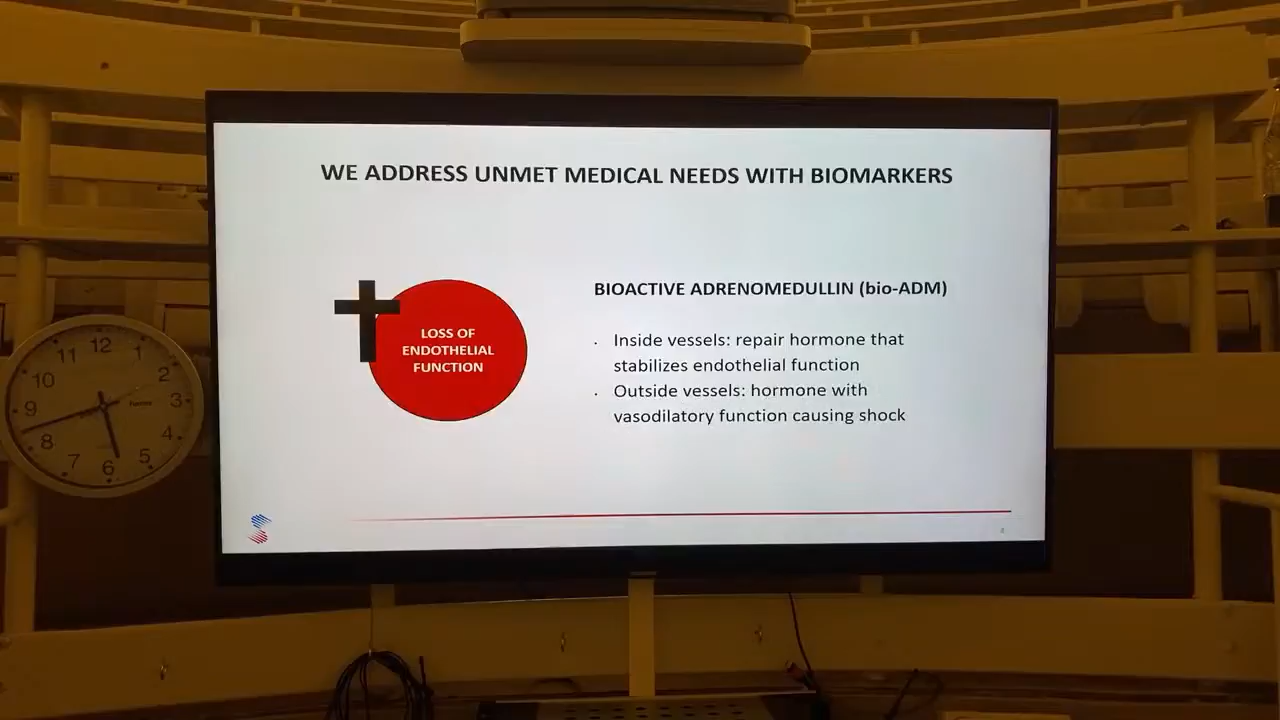 WE ADDRESS UNMET MEDICAL NEEDS WITH BIOMARKERS
LOSS OF
ENDOTHELIAL
FUNCTION
BIOACTIVE ADRENOMEDULLIN (bio-ADM)
· Inside vessels: repair hormone that
stabilizes endothelial function
· Outside vessels: hormone with
vasodilatory function causing shock
12
1
2
3
4
5
6
7
8
9
10
11